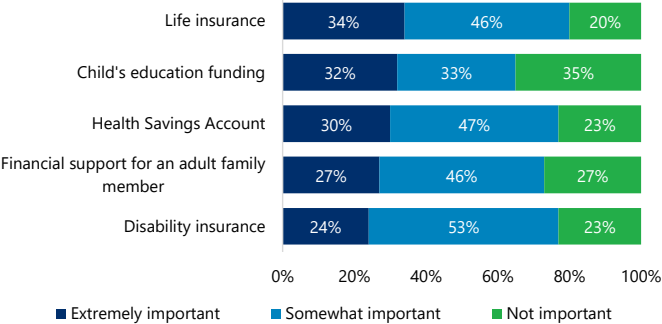 Life insurance 34% 46% 20%
Child's education funding 32% 33% 35%
Health Savings Account 30% 47% 23%
Financial support for an adult family
member 27% 46% 27%
Disability insurance 24% 53% 23%
0% 20% 40% 60% 80% 100%
Extremely important Somewhat important Not important